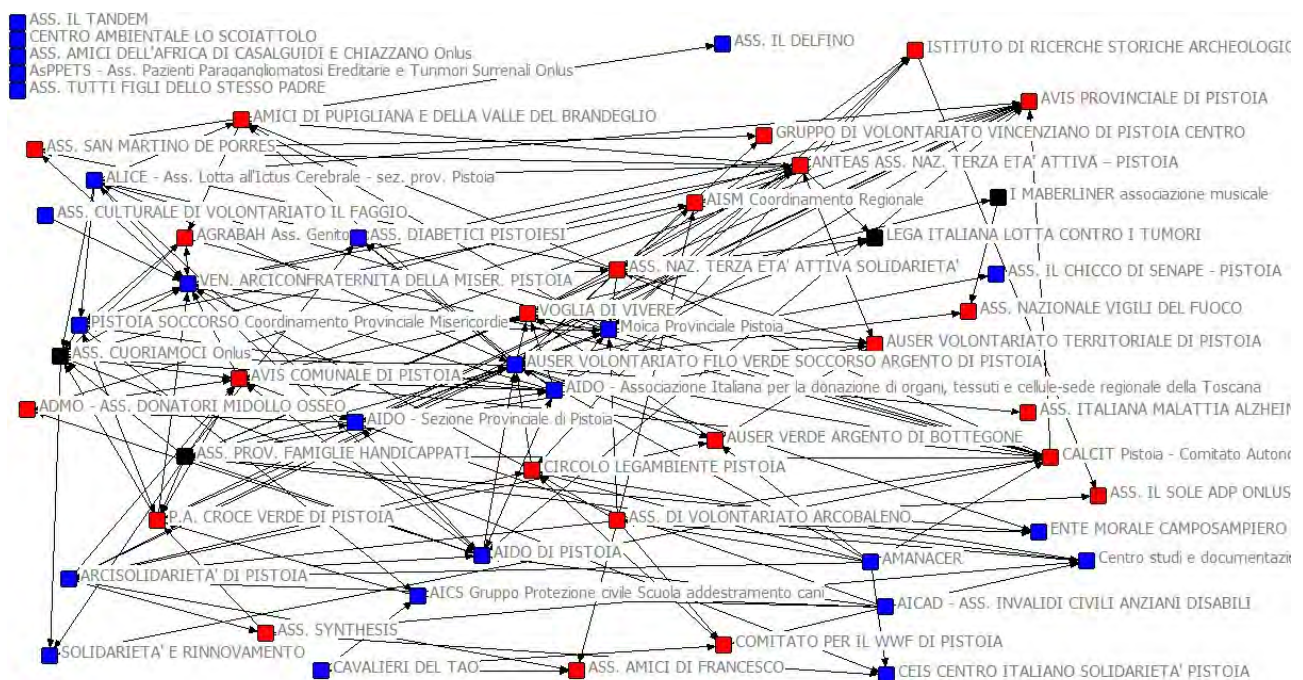 ASS. IL TANDEM
CENTRO AMBIENTALE LO SCOIATTOLO
ASS. AMICI DELL'AFRICA DI CASALGUIDI E CHIAZZANO Onlus
AsPPETS - Ass. Pazienti Paragangliomatosi Ereditarie e Tunmori Surrenali Onlus
ASS. TUTTI FIGLI DELLO STESSO PADRE
ASS. IL DELFINO
ISTITUTO DI RICERCHE STORICHE ARCHEOLOGIC
AVIS PROVINCIALE DI PISTOIA
AMICI DI PUPIGLIANA E DELLA VALLE DEL BRANDEGLIO
GRUPPO DI VOLONTARIATO VINCENZIANO DI PISTOIA CENTRO
ASS. SAN MARTINO DE PORRES
ANTEAS ASS. NAZ. TERZA ETA' ATTIVA – PISTOIA
ALICE - Ass. Lotta all'Ictus Cerebrale - sez. prov. Pistoia
I MABERLINER associazione musicale
AISM Coordinamento Regionale
ASS. CULTURALE DI VOLONTARIATO IL FAGGIO
AGRABAH Ass. Genito
ASS. DIABETICI PISTOIESI
LEGA ITALIANA LOTTA CONTRO I TUMORI
ASS. NAZ. TERZA ETA' ATTIVA SOLIDARIETA'
ASS. IL CHICCO DI SENAPE - PISTOIA
VEN. ARCICONFRATERNITA DELLA MISER. PISTOIA
VOGLIA DI VIVERE
ASS. NAZIONALE VIGILI DEL FUOCO
PISTOIA SOCCORSO Coordinamento Provinciale Misericordie
Moica Provinciale Pistoia
AUSER VOLONTARIATO TERRITORIALE DI PISTOIA
ASS. CUORIAMOCI Onlus
AUSER VOLONTARIATO FILO VERDE SOCCORSO ARGENTO DI PISTOIA
AVIS COMUNALE DI PISTOIA
AIDO - Associazione Italiana per la donazione di organi, tessuti e cellule-sede regionale della Toscana
ADMO - ASS. DONATORI MIDOLLO OSSEO
ASS. ITALIANA MALATTIA ALZHEIN
AIDO - Sezione Provinciale di Pistoia
AUSER VERDE ARGENTO DI BOTTEGONE
ASS. PROV. FAMIGLIE HANDICAPPATI
CALCIT Pistoia - Comitato Autono
CIRCOLO LEGAMBIENTE PISTOIA
ASS. IL SOLE ADP ONLUS
P.A. CROCE VERDE DI PISTOIA
ASS. DI VOLONTARIATO ARCOBALENO
ENTE MORALE CAMPOSAMPIERO
AIDO DI PISTOIA
AMANACER
Centro studi e documentazi
ARCISOLIDARIETA' DI PISTOIA
AICS Gruppo Protezione civile Scuola addestramento cani
AICAD - ASS. INVALIDI CIVILI ANZIANI DISABILI
ASS. SYNTHESIS
COMITATO PER IL WWF DI PISTOIA
SOLIDARIETA' E RINNOVAMENTO
CAVALIERI DEL TAO
ASS. AMICI DI FRANCESCO
CEIS CENTRO ITALIANO SOLIDARIETA' PISTOIA